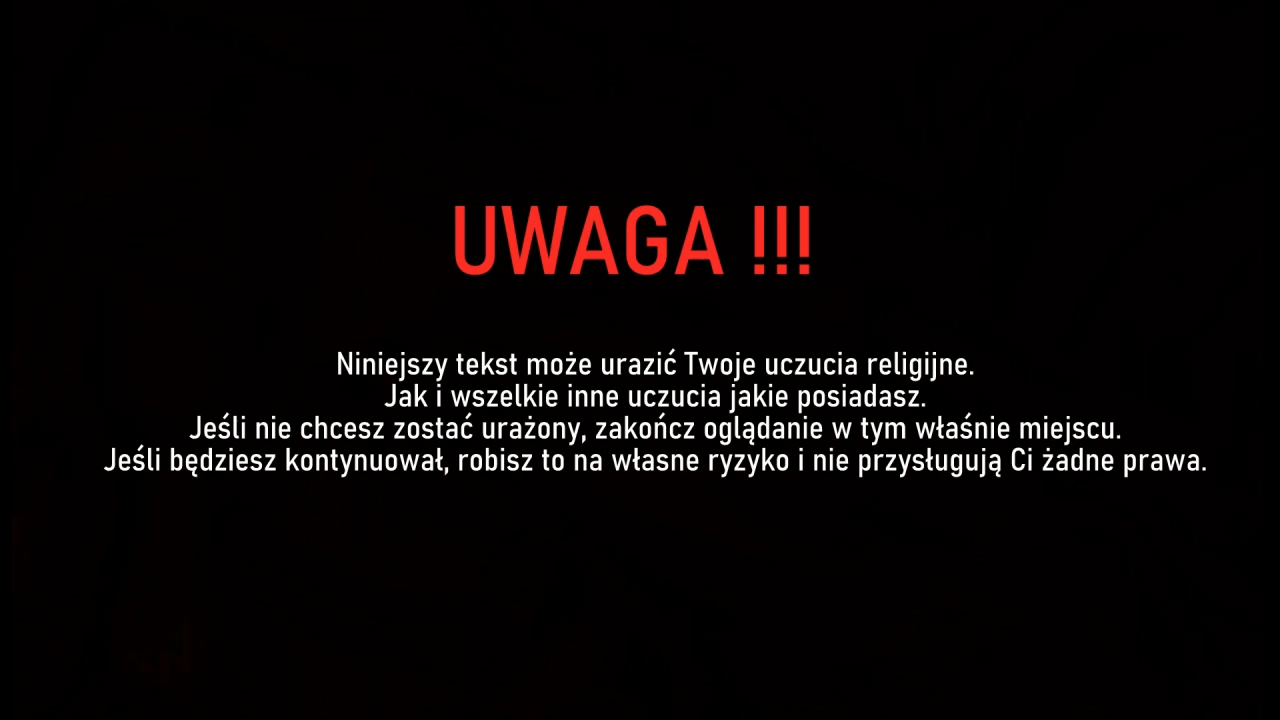 UWAGA !!!
Niniejszy tekst może urazić Twoje uczucia religijne.
Jak i wszelkie inne uczucia jakie posiadasz.
Jeśli nie chcesz zostać urażony, zakończ oglądanie w tym właśnie miejscu.
Jeśli będziesz kontynuował, robisz to na własne ryzyko i nie przysługują Ci żadne prawa.